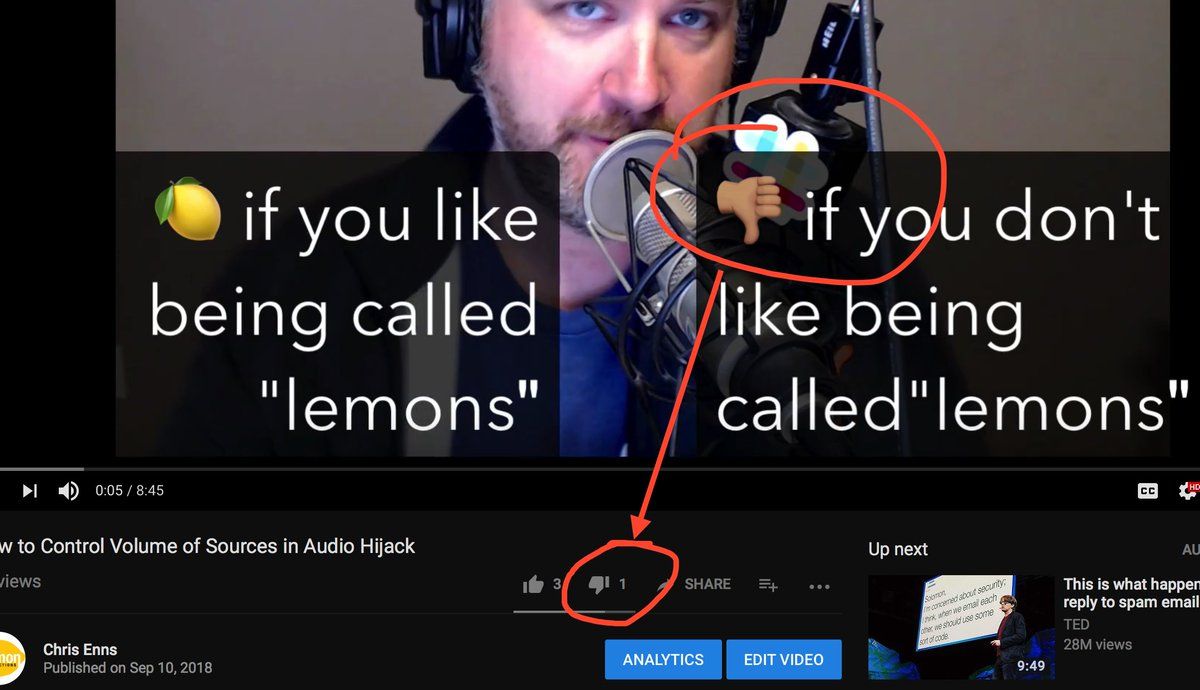 if you like
being called
"lemons"
if you don't
like being
called"lemons"
0:05 / 8:45
CC
HD
w to Control Volume of Sources in Audio Hijack
views
3
1
SHARE
Chris Enns
Published on Sep 10, 2018
ANALYTICS
EDIT VIDEO
Up next
AU
Solomon,
I'm concerned about security;
I think, when we email each
other, we should use some
sort of code.
9:49
This is what happen
reply to spam email
TED
28M views